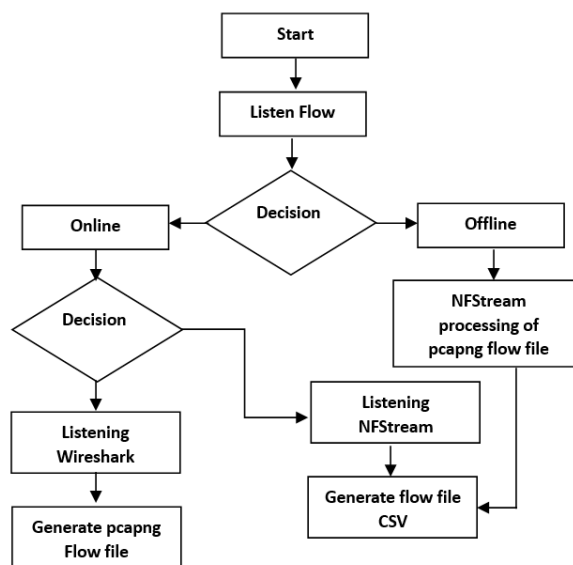 Start
Listen Flow
Decision
Online
Offline
Decision
NFStream
processing of
pcapng flow file
Listening
Wireshark
Listening
NFStream
Generate pcapng
Flow file
Generate flow file
CSV